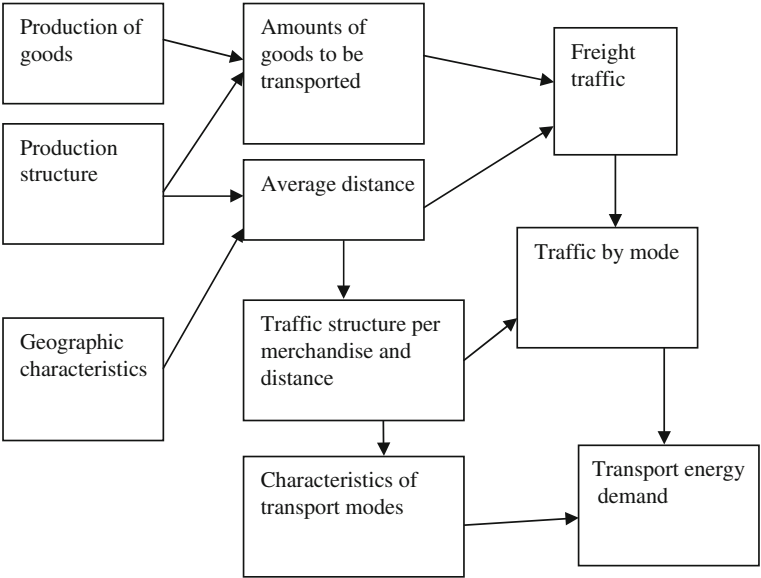 Production of
goods
Amounts of
goods to be
transported
Freight
traffic
Production
structure
Average distance
Traffic by mode
Geographic
characteristics
Traffic structure per
merchandise and
distance
Characteristics of
transport modes
Transport energy
demand